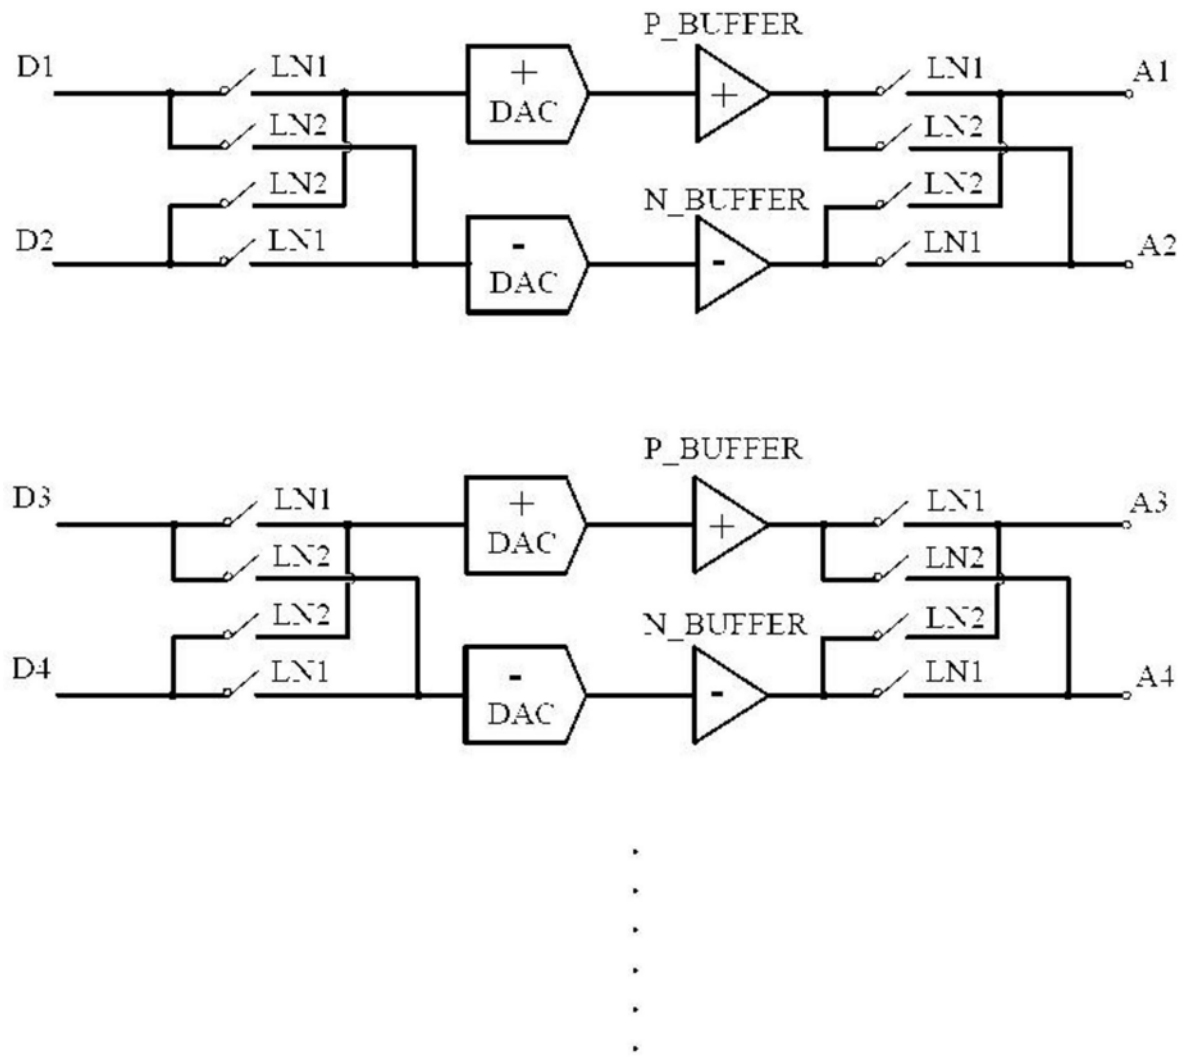 P_BUFFER
D1
LN1
+
DAC
+
LN1
A1
LN2
LN2
LN2
N_BUFFER
LN2
D2
LN1
-
DAC
-
LN1
A2
P_BUFFER
D3
LN1
+
DAC
+
LN1
A3
LN2
LN2
LN2
N_BUFFER
LN2
D4
LN1
-
DAC
-
LN1
A4